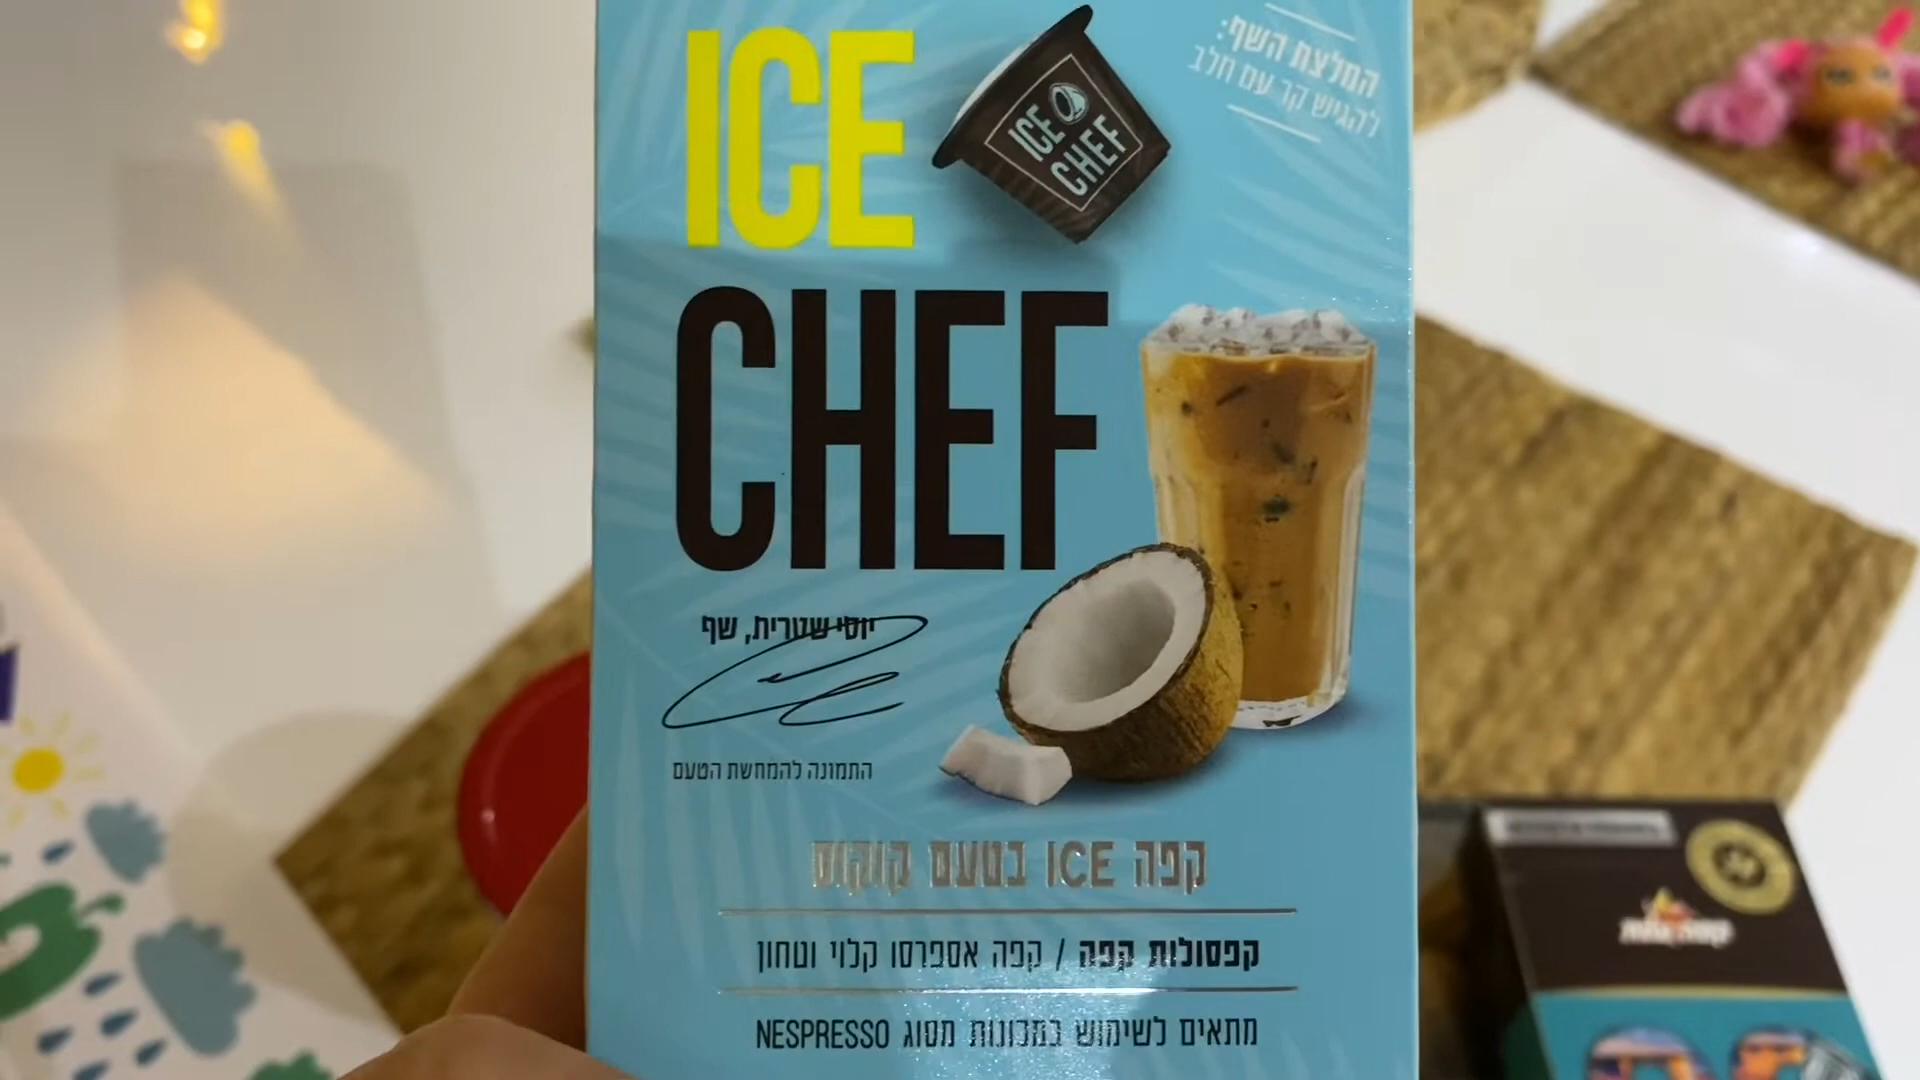 ICE
CHEF
ICE
CHEF
המלצת השף:
להגיש קר עם חלב
יוסי שטרית, שף
התמונה להמחשת הטעם
קפה ICE בטעם קוקוס
קפסולות קפה / קפה אספרסו קלוי וטחון
מתאים לשימוש במכונות מסוג NESPRESSO